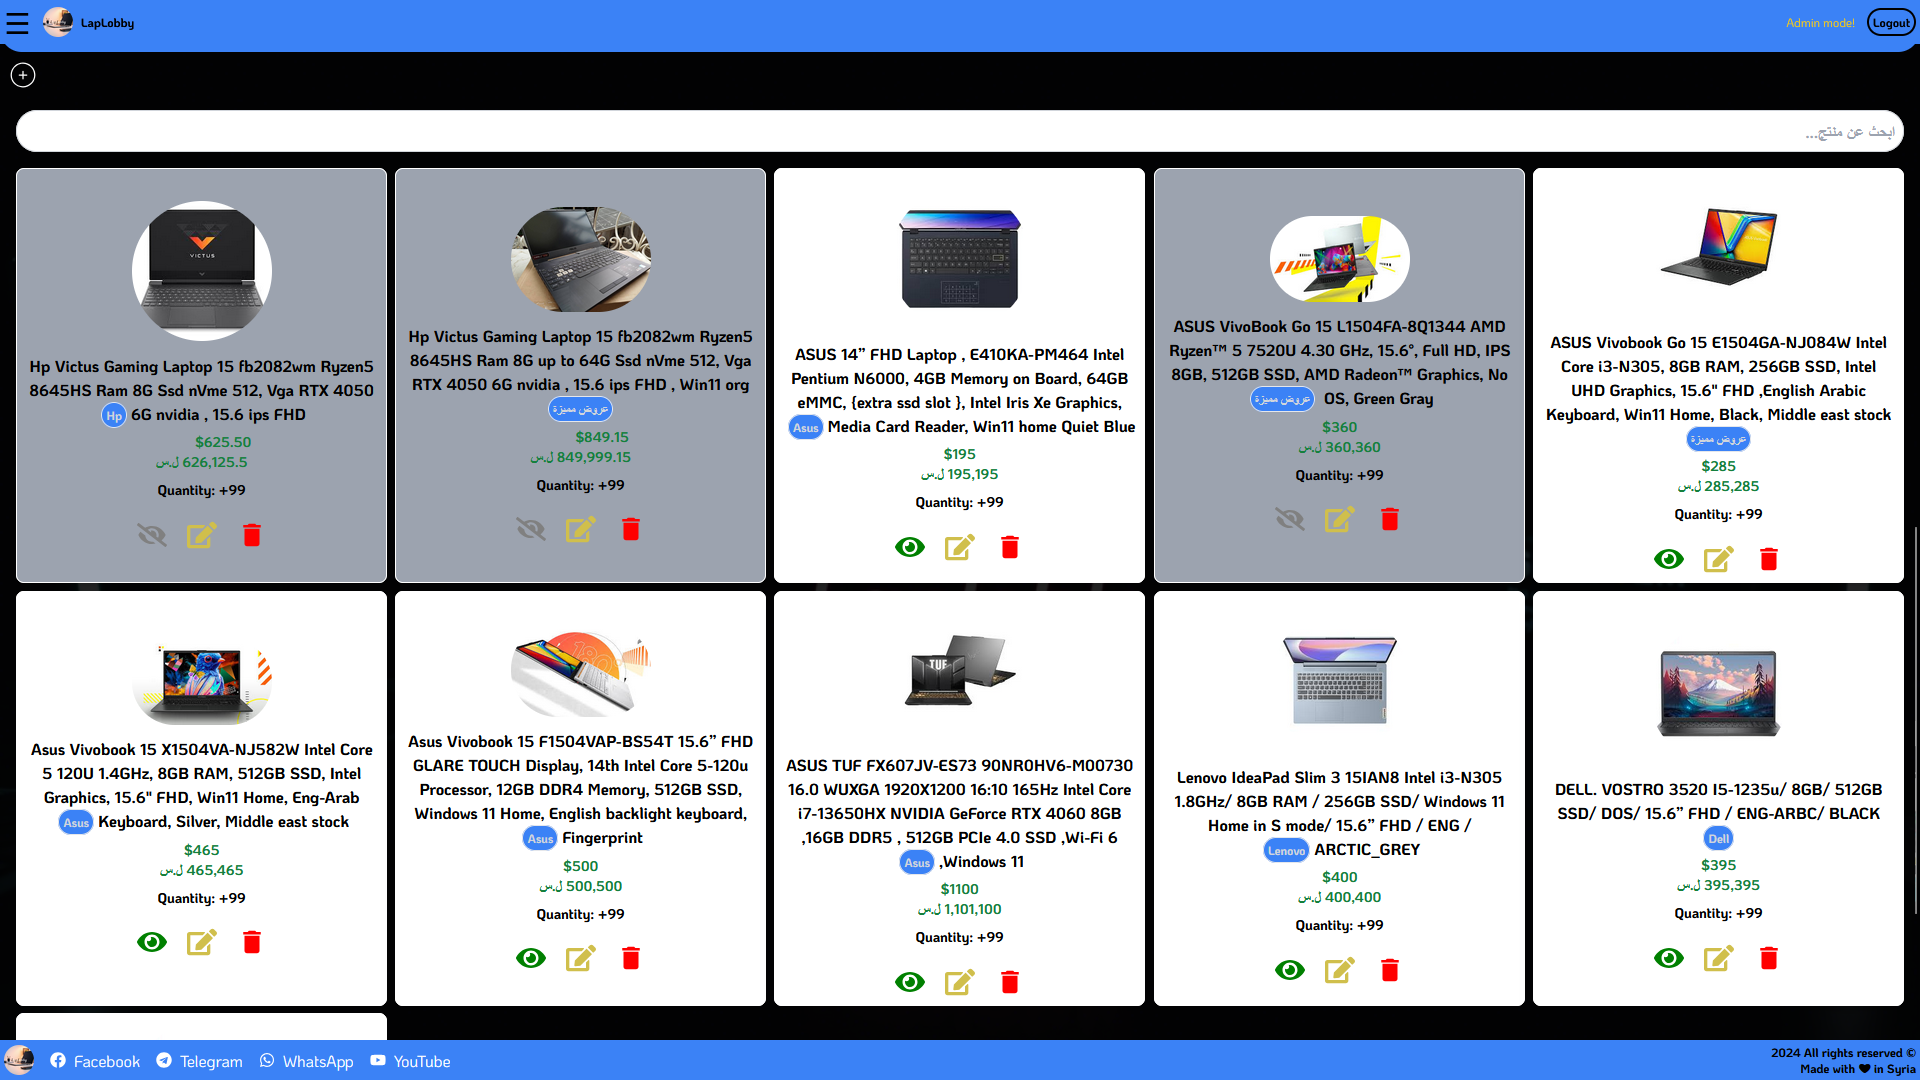 LapLobby
Admin mode!
Logout
ابحث عن منتج...
VICTUS
Hp Victus Gaming Laptop 15 fb2082wm Ryzen5
8645HS Ram 8G Ssd nVme 512, Vga RTX 4050
Hp 6G nvidia , 15.6 ips FHD
$625.50
626,125.5 ل.س
Quantity: +99
Hp Victus Gaming Laptop 15 fb2082wm Ryzen5
8645HS Ram 8G up to 64G Ssd nVme 512, Vga
RTX 4050 6G nvidia , 15.6 ips FHD , Win11 org
عروض مميزة
$849.15
849,999.15 ل.س
Quantity: +99
ASUS 14” FHD Laptop , E410KA-PM464 Intel
Pentium N6000, 4GB Memory on Board, 64GB
eMMC, {extra ssd slot }, Intel Iris Xe Graphics,
Asus Media Card Reader, Win11 home Quiet Blue
$195
195,195 ل.س
Quantity: +99
ASUS VivoBook Go 15 L1504FA-8Q1344 AMD
Ryzen™ 5 7520U 4.30 GHz, 15.6°, Full HD, IPS
8GB, 512GB SSD, AMD Radeon™ Graphics, No
عروض مميزة OS, Green Gray
$360
360,360 ل.س
Quantity: +99
ASUS Vivobook Go 15 E1504GA-NJ084W Intel
Core i3-N305, 8GB RAM, 256GB SSD, Intel
UHD Graphics, 15.6" FHD ,English Arabic
Keyboard, Win11 Home, Black, Middle east stock
عروض مميزة
$285
285,285 ل.س
Quantity: +99
Asus Vivobook 15 X1504VA-NJ582W Intel Core
5 120U 1.4GHz, 8GB RAM, 512GB SSD, Intel
Graphics, 15.6" FHD, Win11 Home, Eng-Arab
Asus Keyboard, Silver, Middle east stock
$465
465,465 ل.س
Quantity: +99
180°
Asus Vivobook 15 F1504VAP-BS54T 15.6” FHD
GLARE TOUCH Display, 14th Intel Core 5-120u
Processor, 12GB DDR4 Memory, 512GB SSD,
Windows 11 Home, English backlight keyboard,
Asus Fingerprint
$500
500,500 ل.س
Quantity: +99
TUF
ASUS TUF FX607JV-ES73 90NR0HV6-M00730
16.0 WUXGA 1920X1200 16:10 165Hz Intel Core
i7-13650HX NVIDIA GeForce RTX 4060 8GB
,16GB DDR5 , 512GB PCIe 4.0 SSD ,Wi-Fi 6
Asus ,Windows 11
$1100
1,101,100 ل.س
Quantity: +99
Lenovo IdeaPad Slim 3 15IAN8 Intel i3-N305
1.8GHz/ 8GB RAM / 256GB SSD/ Windows 11
Home in S mode/ 15.6” FHD / ENG /
Lenovo ARCTIC_GREY
$400
400,400 ل.س
Quantity: +99
DELL. VOSTRO 3520 I5-1235u/ 8GB/ 512GB
SSD/ DOS/ 15.6” FHD / ENG-ARBC/ BLACK
Dell
$395
395,395 ل.س
Quantity: +99
Facebook
Telegram
WhatsApp
YouTube
2024 All rights reserved ©
Made with ❤ in Syria